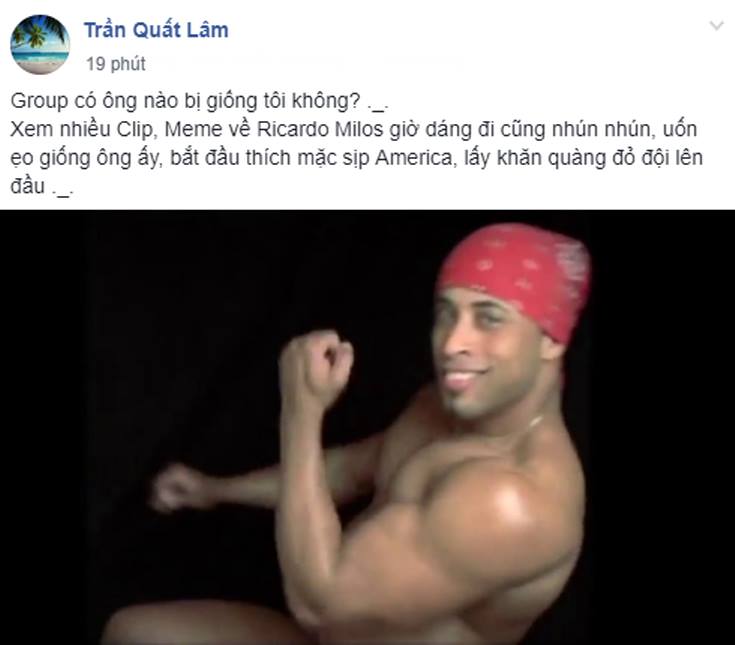 Trần Quất Lâm
19 phút
Group có ông nào bị giống tôi không? ._.
Xem nhiều Clip, Meme về Ricardo Milos giờ dáng đi cũng nhún nhún, uốn
ẹo giống ông ấy, bắt đầu thích mặc sịp America, lấy khăn quàng đỏ đội lên
đầu ._.